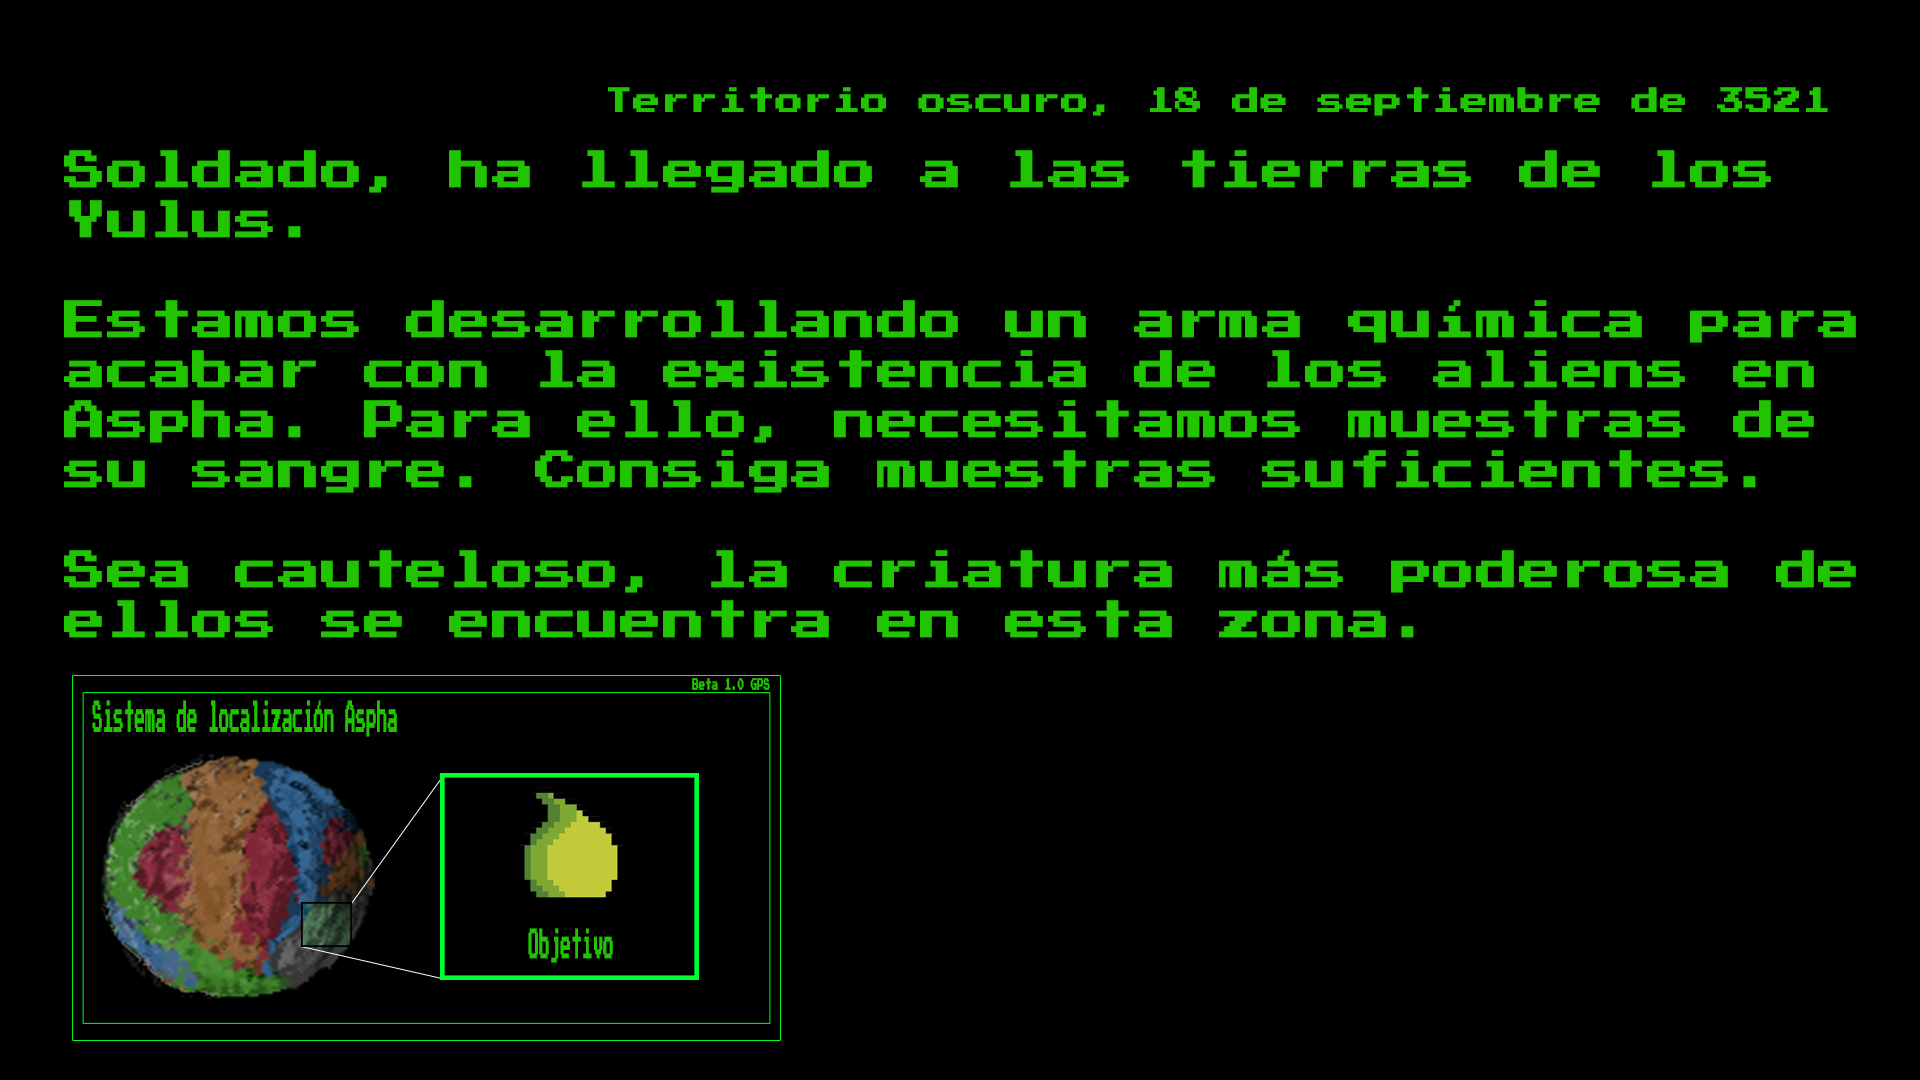 Territorio oscuro, 18 de septiembre de 3521
Soldado, ha llegado a las tierras de los
Yulus.
Estamos desarrollando un arma química para
acabar con la existencia de los aliens en
Aspha. Para ello, necesitamos muestras de
su sangre. Consiga muestras suficientes.
Sea cauteloso, la criatura más poderosa de
ellos se encuentra en esta zona.
Beta 1.0 GPS
Sistema de localización Aspha
Objetivo